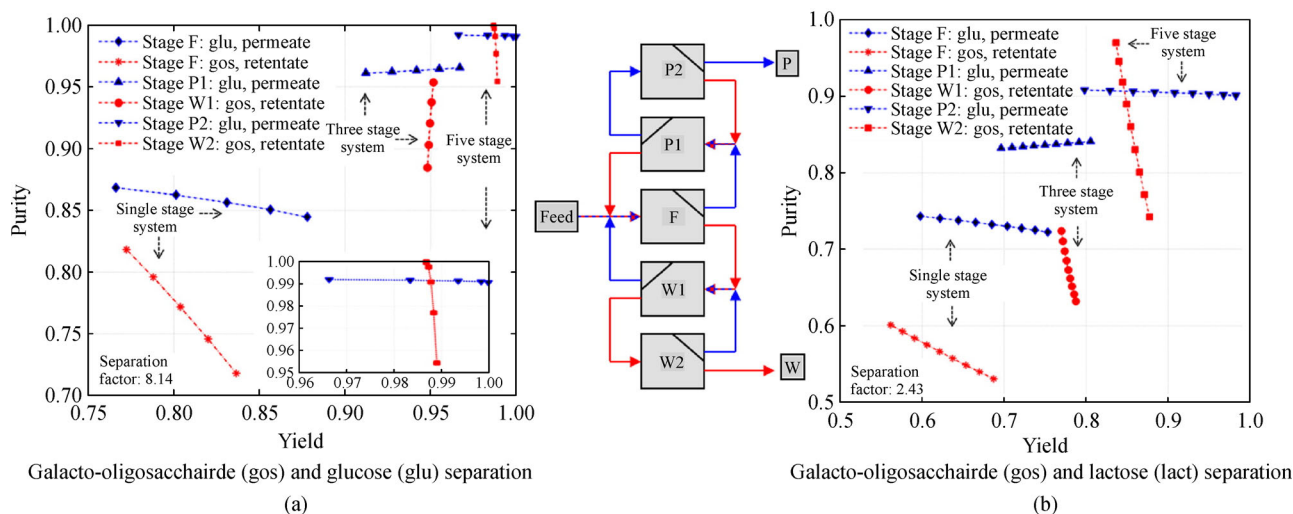 (a)
1.00
0.95
0.90
0.85
0.80
0.75
0.70
Purity
Stage F: glu, permeate
Stage F: gos, retentate
Stage P1: glu, permeate
Stage W1: gos, retentate
Stage P2: glu, permeate
Stage W2: gos, retentate
Three stage
system
Five stage
system
Single stage
system
Separation
factor: 8.14
1.00
0.99
0.98
0.97
0.96
0.95
0.96
0.97
0.98
0.99
1.00
0.75
0.80
0.85
0.90
0.95
1.00
Yield
Galacto-oligosacchairde (gos) and glucose (glu) separation
(a)
P2
P
P1
Feed
F
W1
W2
W
(b)
1.0
0.9
0.8
0.7
0.6
0.5
Purity
Stage F: glu, permeate
Stage F: gos, retentate
Stage P1: glu, permeate
Stage W1: gos, retentate
Stage P2: glu, permeate
Stage W2: gos, retentate
Five stage
system
Three stage
system
Single stage
system
Separation
factor: 2.43
0.5
0.6
0.7
0.8
0.9
1.0
Yield
Galacto-oligosacchairde (gos) and lactose (lact) separation
(b)